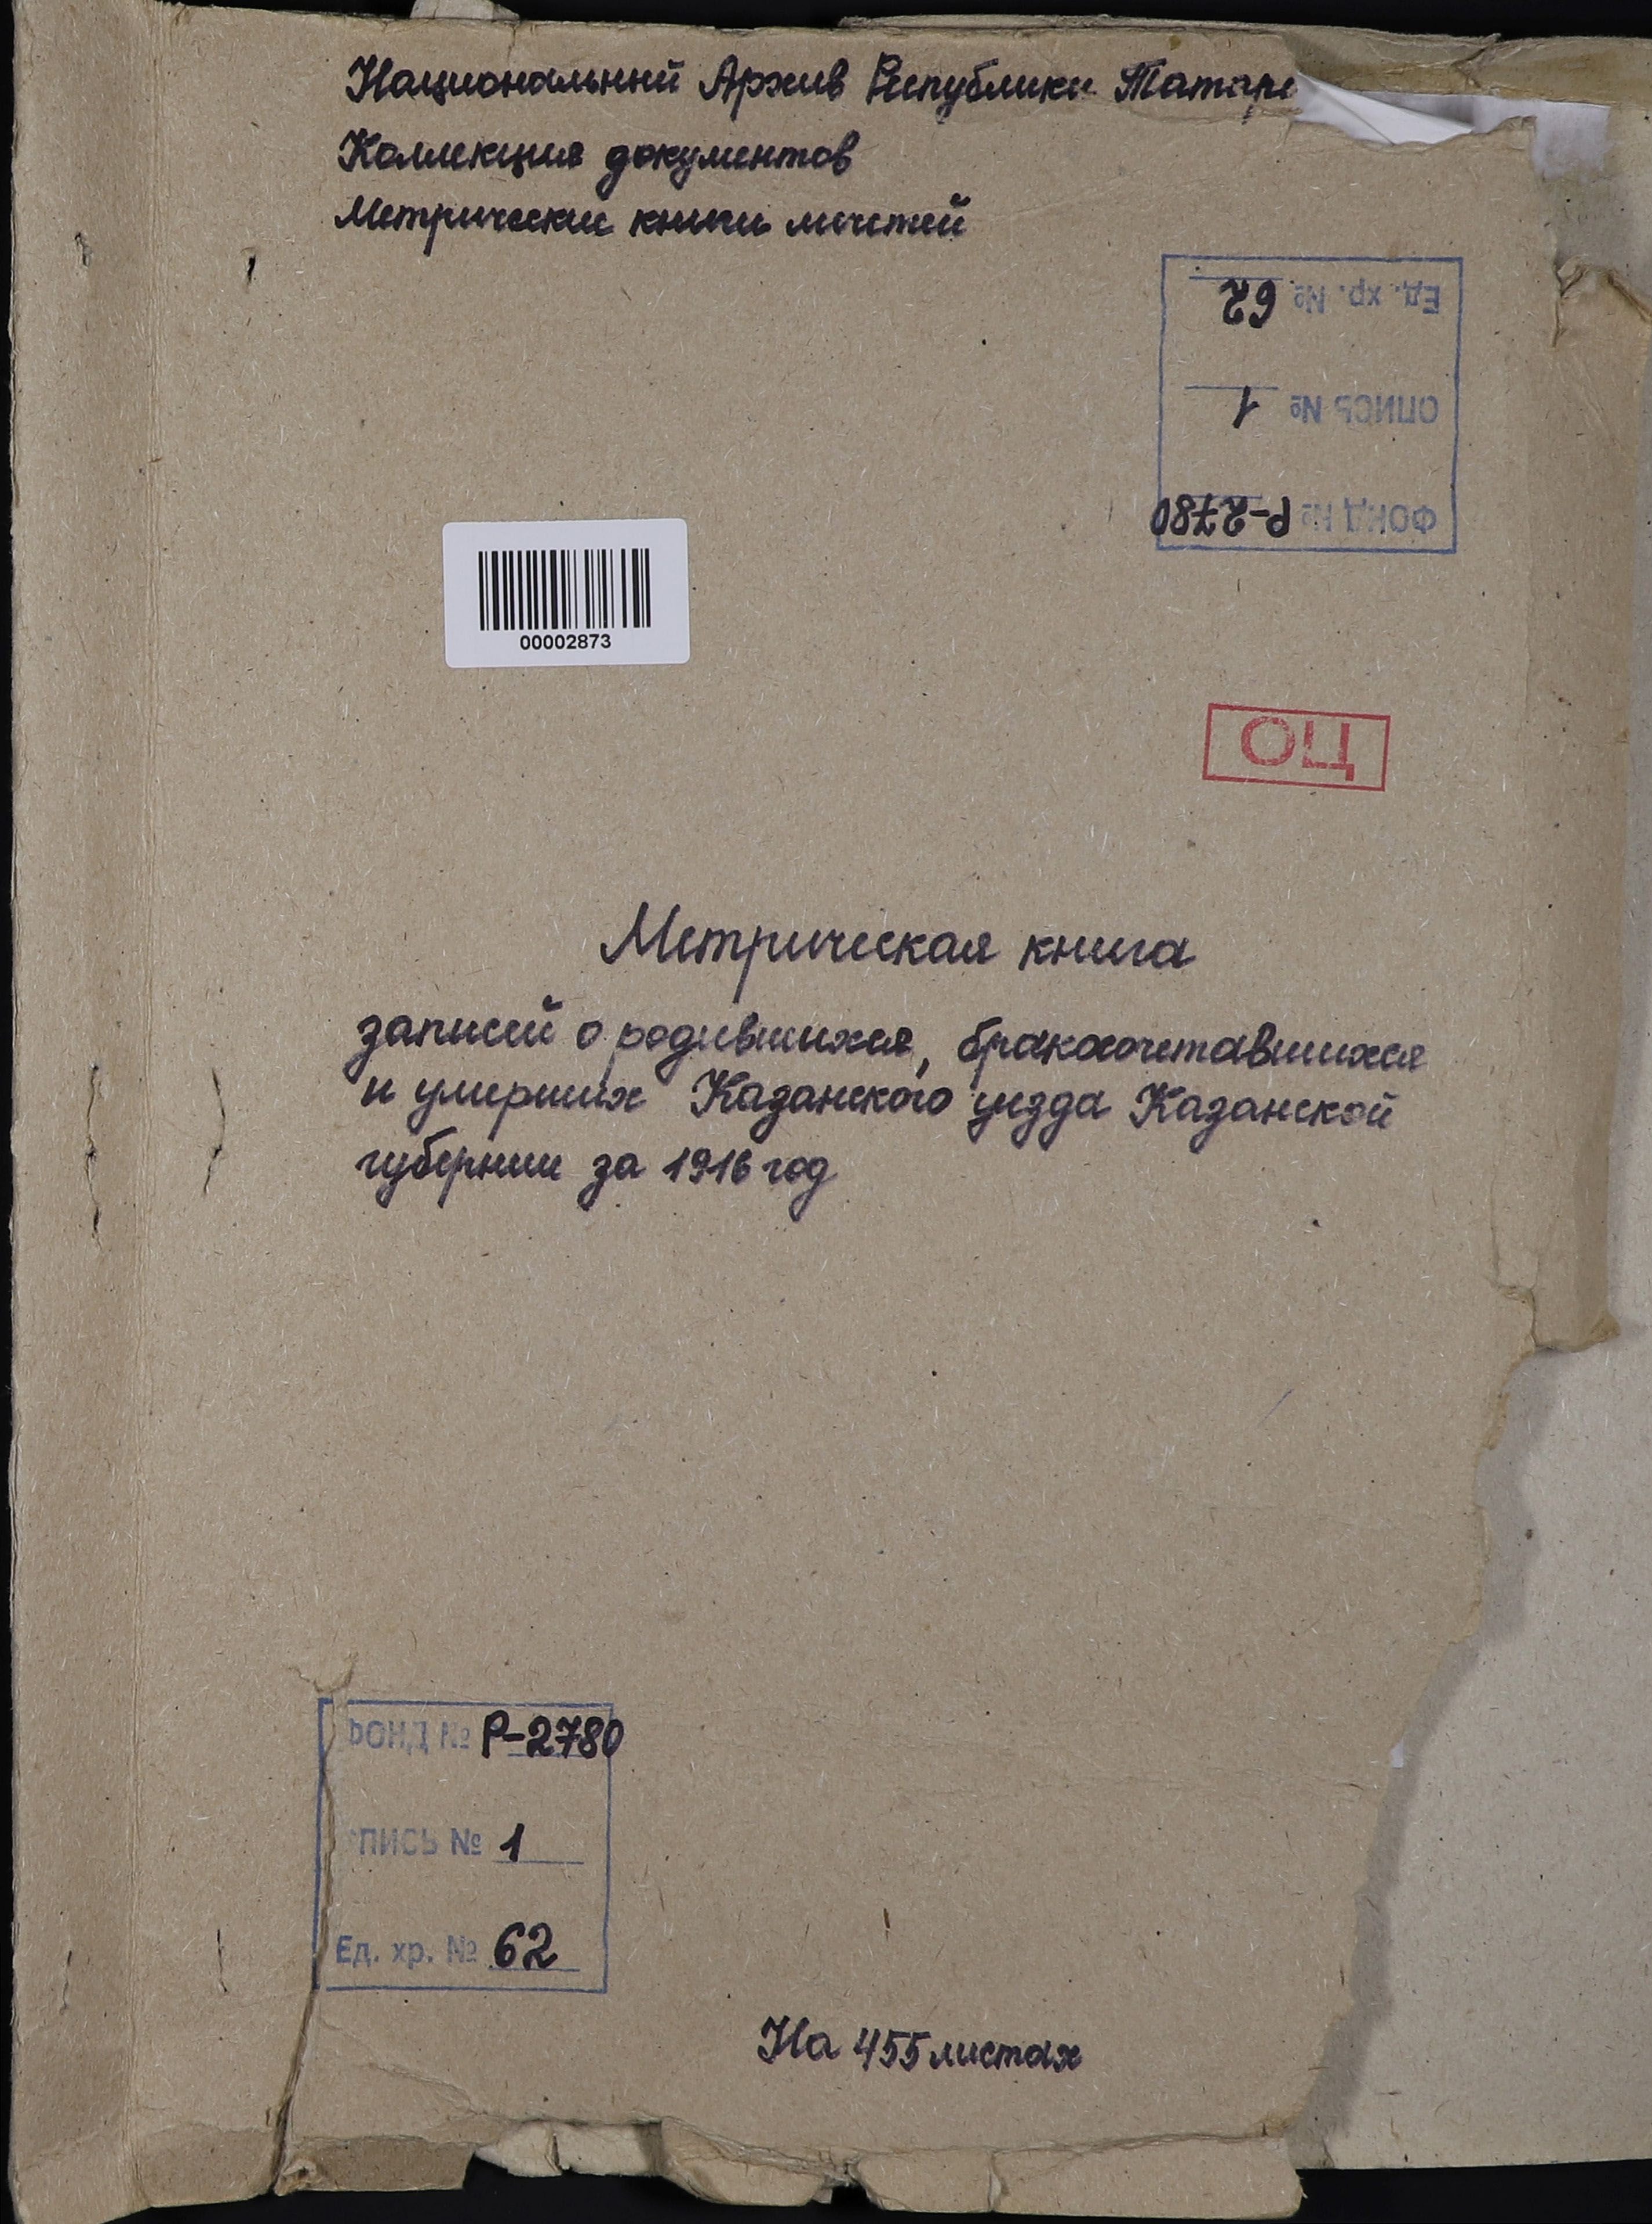 Национальный Архив Республики Татарс
Коллекция документов
Метрические книги мечетей
Ед. хр. № 62
ОПИСЬ № 1
ФОНД № Р-2780
00002873
ОЦ
Метрическая книга
записей о родившихся, бракосочетавшихся
и умерших Казанского уезда Казанской
губернии за 1916 год
ФОНД № Р-2780
ПИСЬ № 1
Ед. хр. № 62
На 455 листах